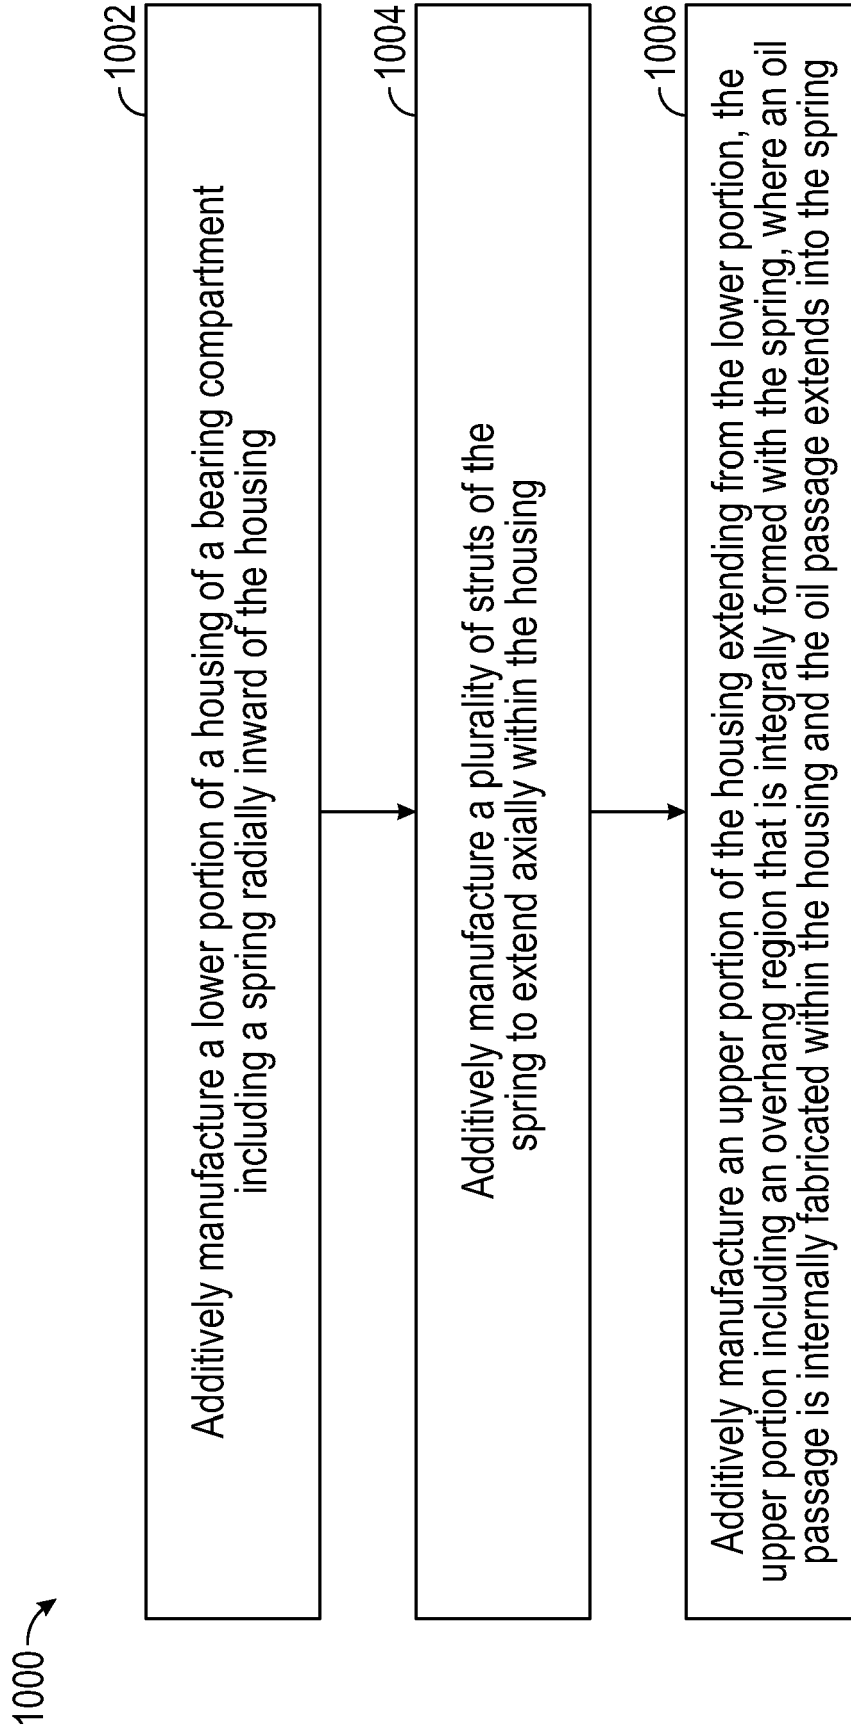 1000
1002
Additively manufacture a lower portion of a housing of a bearing compartment
including a spring radially inward of the housing
1004
Additively manufacture a plurality of struts of the
spring to extend axially within the housing
1006
Additively manufacture an upper portion of the housing extending from the lower portion, the
upper portion including an overhang region that is integrally formed with the spring, where an oil
passage is internally fabricated within the housing and the oil passage extends into the spring